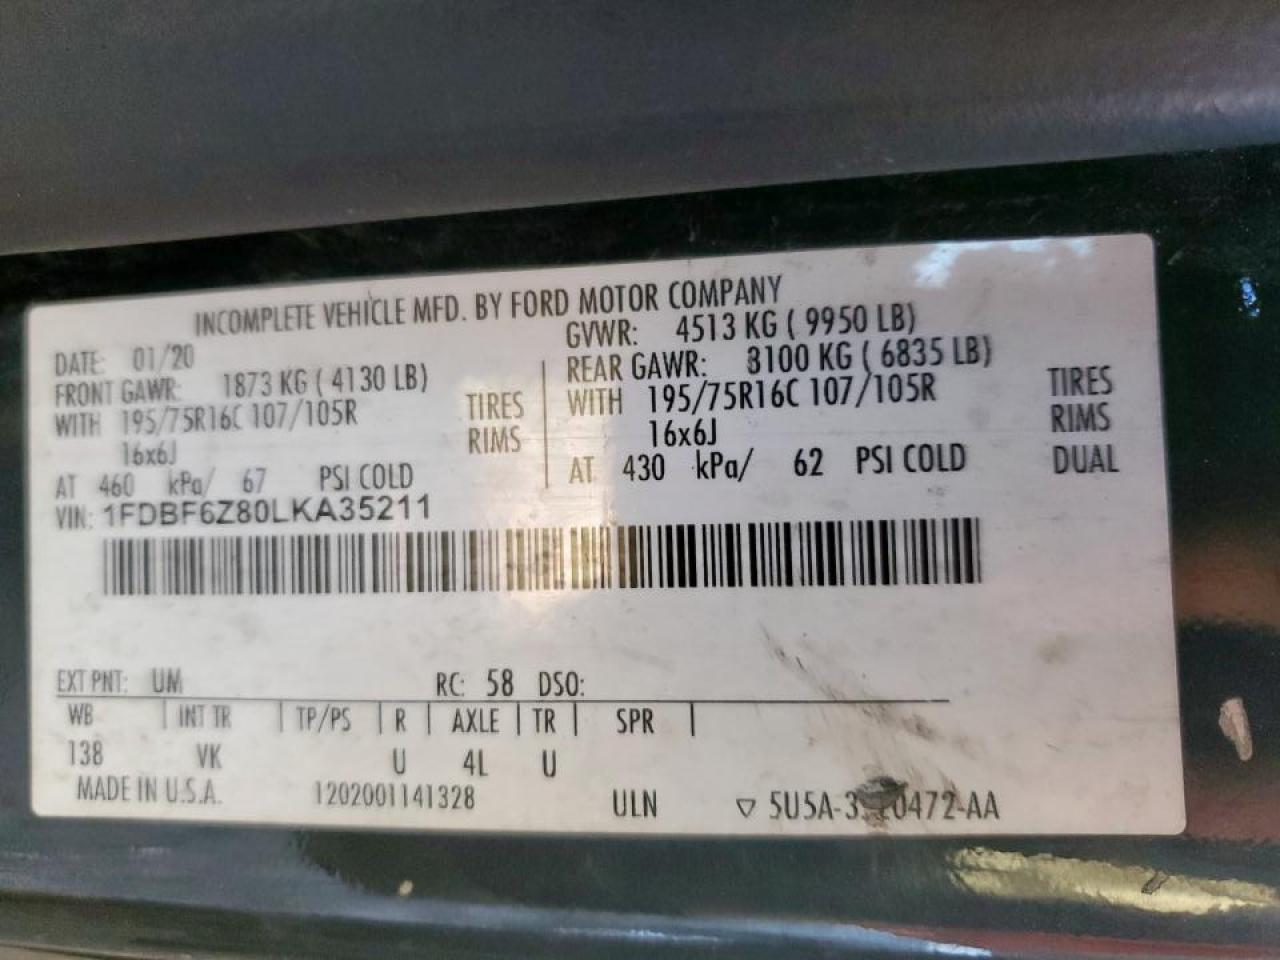 INCOMPLETE VEHICLE MFD. BY FORD MOTOR COMPANY
DATE: 01/20 GVWR: 4513 KG ( 9950 LB)
FRONT GAWR: 1873 KG ( 4130 LB) REAR GAWR: 3100 KG ( 6835 LB)
WITH 195/75R16C 107/105R TIRES WITH 195/75R16C 107/105R TIRES
16x6J RIMS 16x6J RIMS
AT 460 kPa/ 67 PSI COLD AT 430 kPa/ 62 PSI COLD DUAL
VIN: 1FDBF6Z80LKA35211
EXT PNT: UM RC: 58 DSO:
WB | INT TR | TP/PS | R | AXLE | TR | SPR |
138 VK U 4L U
MADE IN U.S.A. 1202001141328 ULN